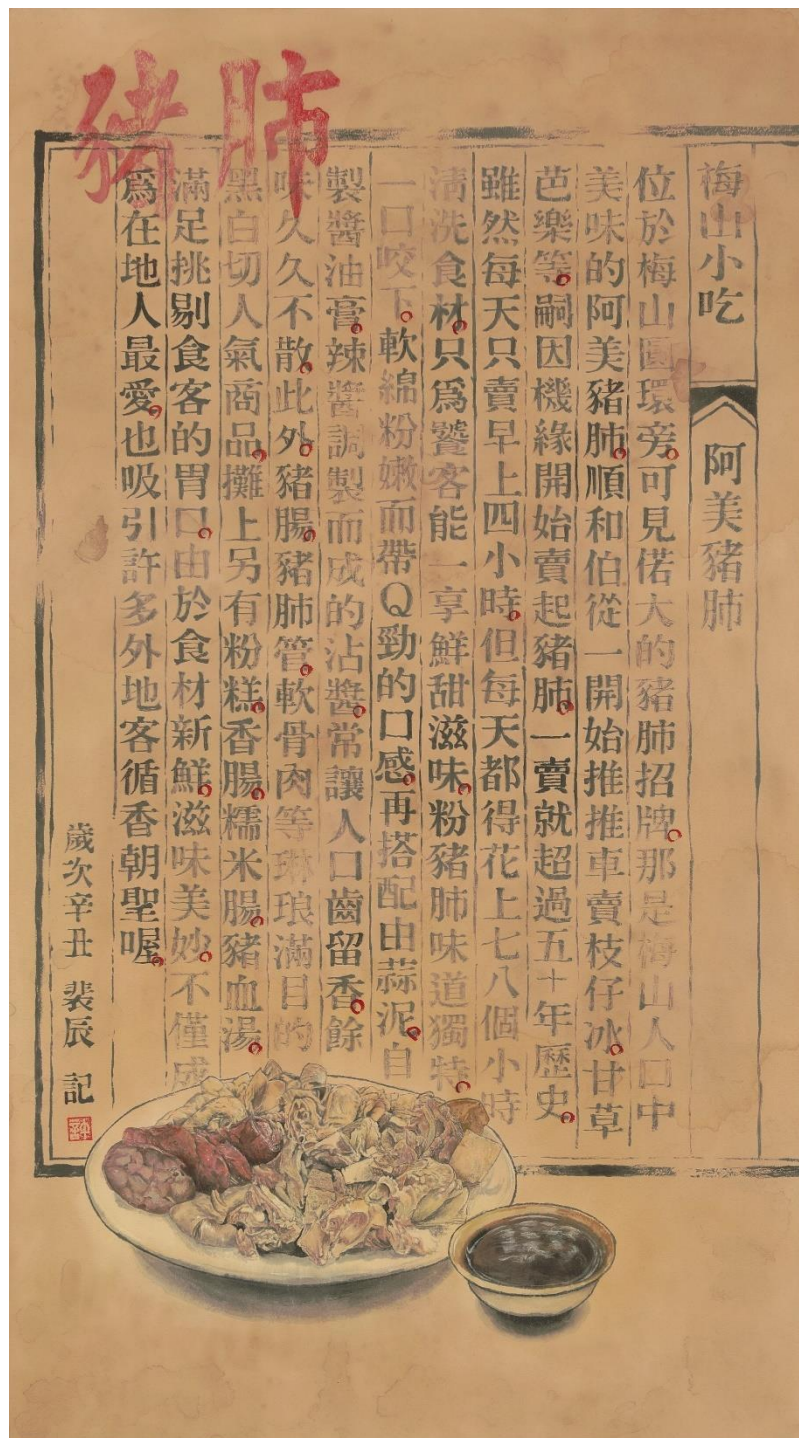 豬肺
梅山小吃 阿美豬肺
位於梅山圓環旁。可見偌大的豬肺招牌。那是梅山人口中
美味的阿美豬肺。順和伯從一開始推推車賣枝仔冰。甘草
芭樂等。嗣因機緣開始賣起豬肺。一賣就超過五十年歷史。
雖然每天只賣早上四小時。但每天都得花上七八個小時
清洗食材。只爲饕客能一享鮮甜滋味。粉豬肺味道獨特。
一口咬下。軟綿粉嫩而帶Q勁的口感。再搭配由蒜泥。自
製醬油膏。辣醬調製而成的沾醬。常讓人口齒留香。餘
味久久不散。此外。豬腸。豬肺管。軟骨肉等琳琅滿目的
黑白切人氣商品。攤上另有粉糕。香腸。糯米腸。豬血湯。
滿足挑剔食客的胃口。由於食材新鮮。滋味美妙。不僅成
爲在地人最愛。也吸引許多外地客循香朝聖喔。
歲次辛丑 裴辰 記